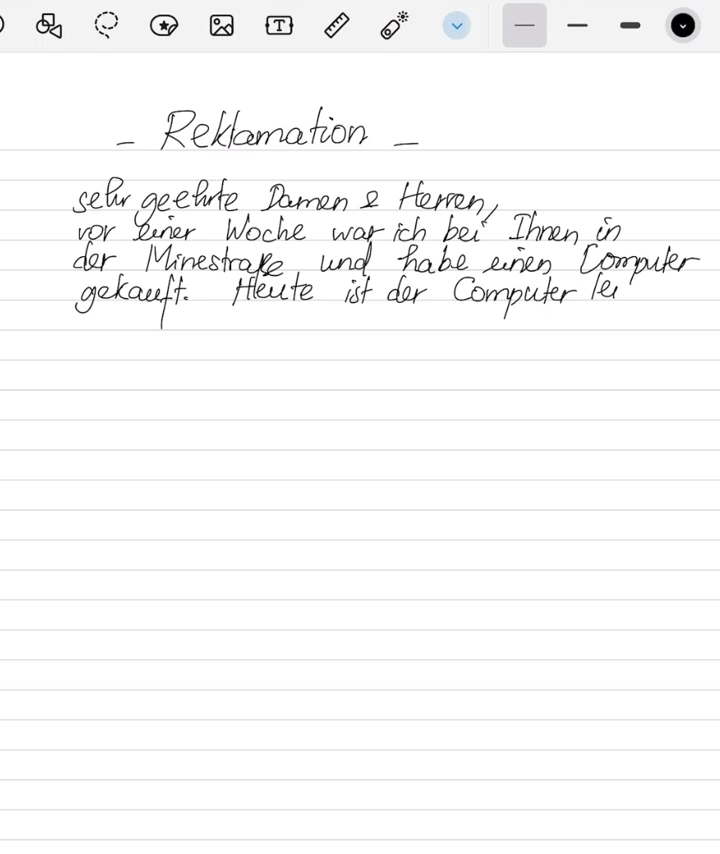 – Reklamation –
sehr geehrte Damen & Herren,
vor einer Woche war ich bei Ihnen in
der Minestraße und habe einen Computer
gekauft. Heute ist der Computer lei